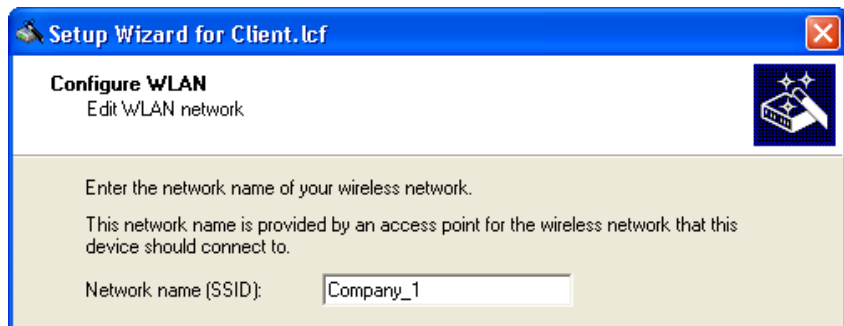 Setup Wizard for Client.lcf
Configure WLAN
Edit WLAN network
Enter the network name of your wireless network.
This network name is provided by an access point for the wireless network that this
device should connect to.
Network name (SSID): Company_1